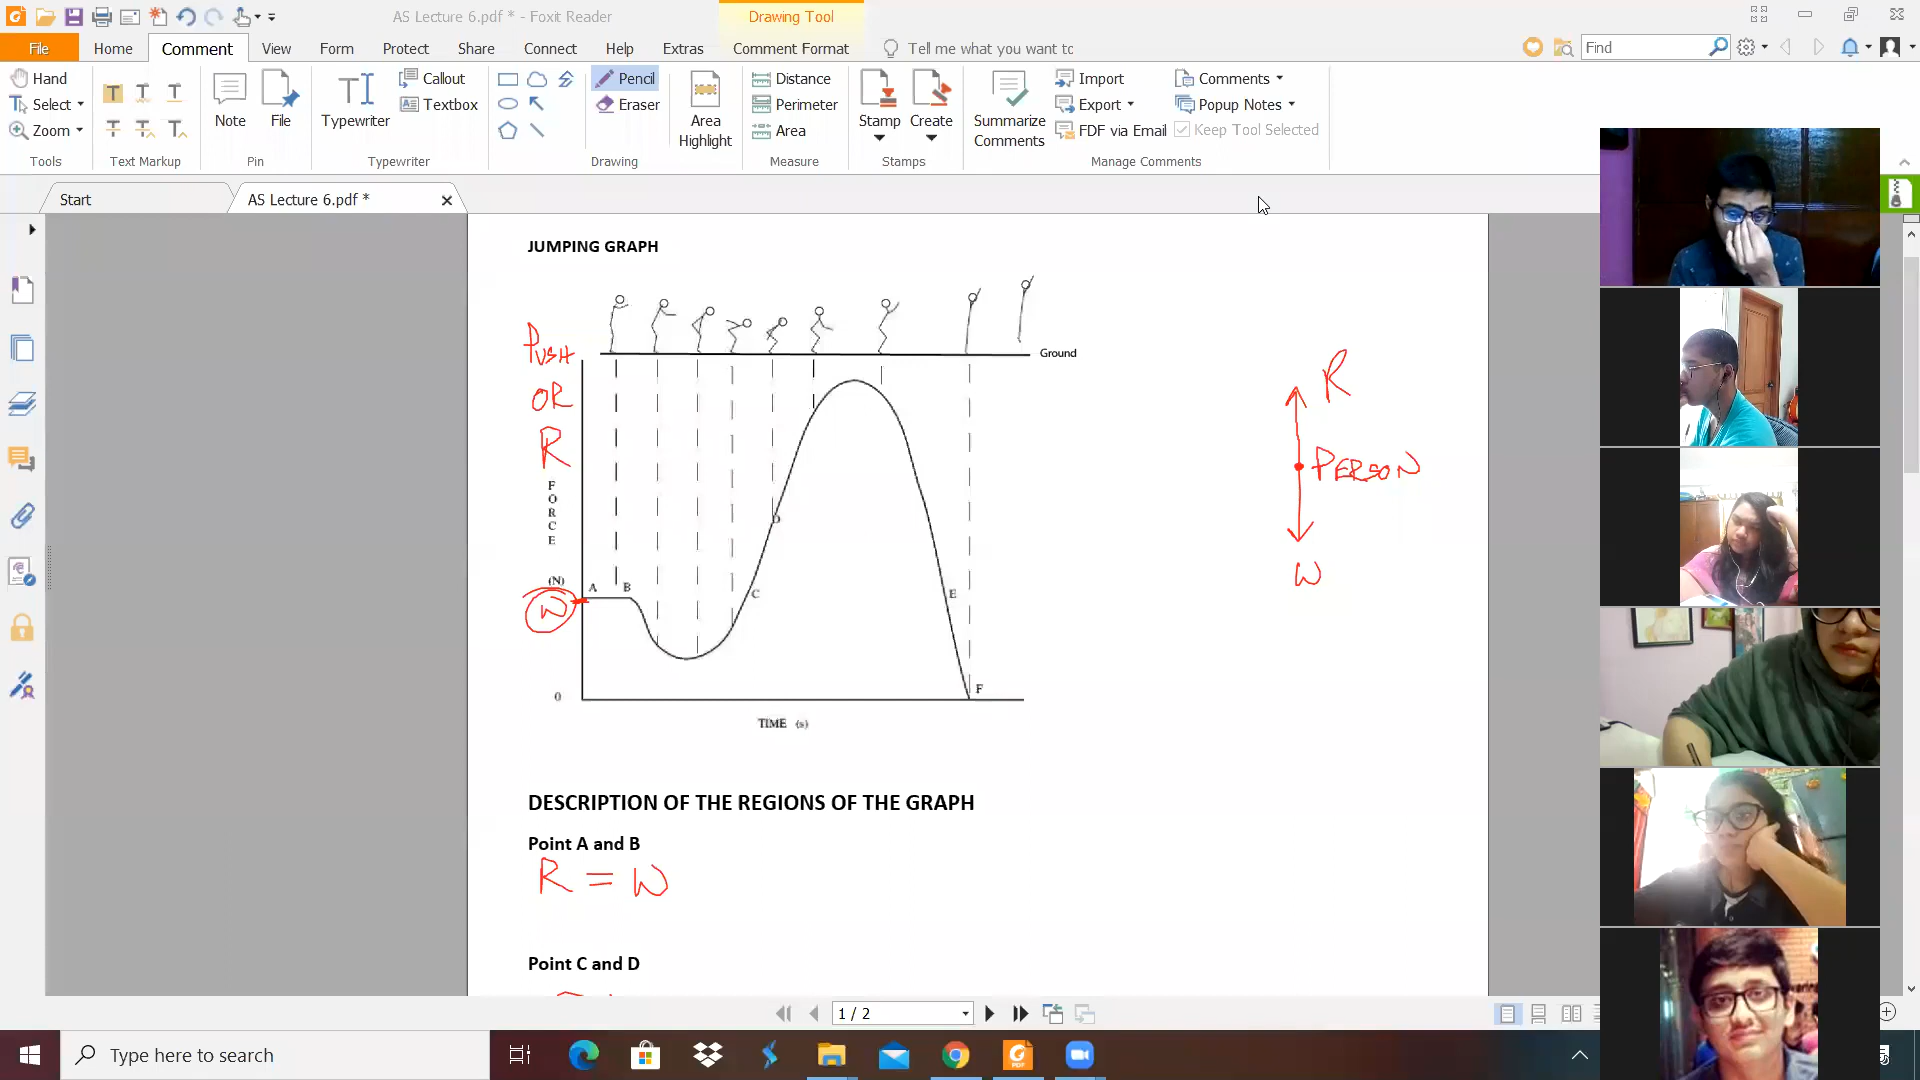 AS Lecture 6.pdf * - Foxit Reader
Drawing Tool
File
Home
Comment
View
Form
Protect
Share
Connect
Help
Extras
Comment Format
Tell me what you want to
Find
Hand
Select
Zoom
Tools
Text Markup
Note
File
Pin
Typewriter
Callout
Textbox
Typewriter
Pencil
Eraser
Drawing
Area
Highlight
Distance
Perimeter
Area
Measure
Stamp
Create
Stamps
Summarize
Comments
Import
Export
FDF via Email
Comments
Popup Notes
Keep Tool Selected
Manage Comments
Start
AS Lecture 6.pdf *
JUMPING GRAPH
Ground
PUSH
OR
R
FORCE
(N)
W
0
A
B
C
D
E
F
TIME (s)
R
PERSON
W
DESCRIPTION OF THE REGIONS OF THE GRAPH
Point A and B
R = W
Point C and D
1 / 2
Type here to search